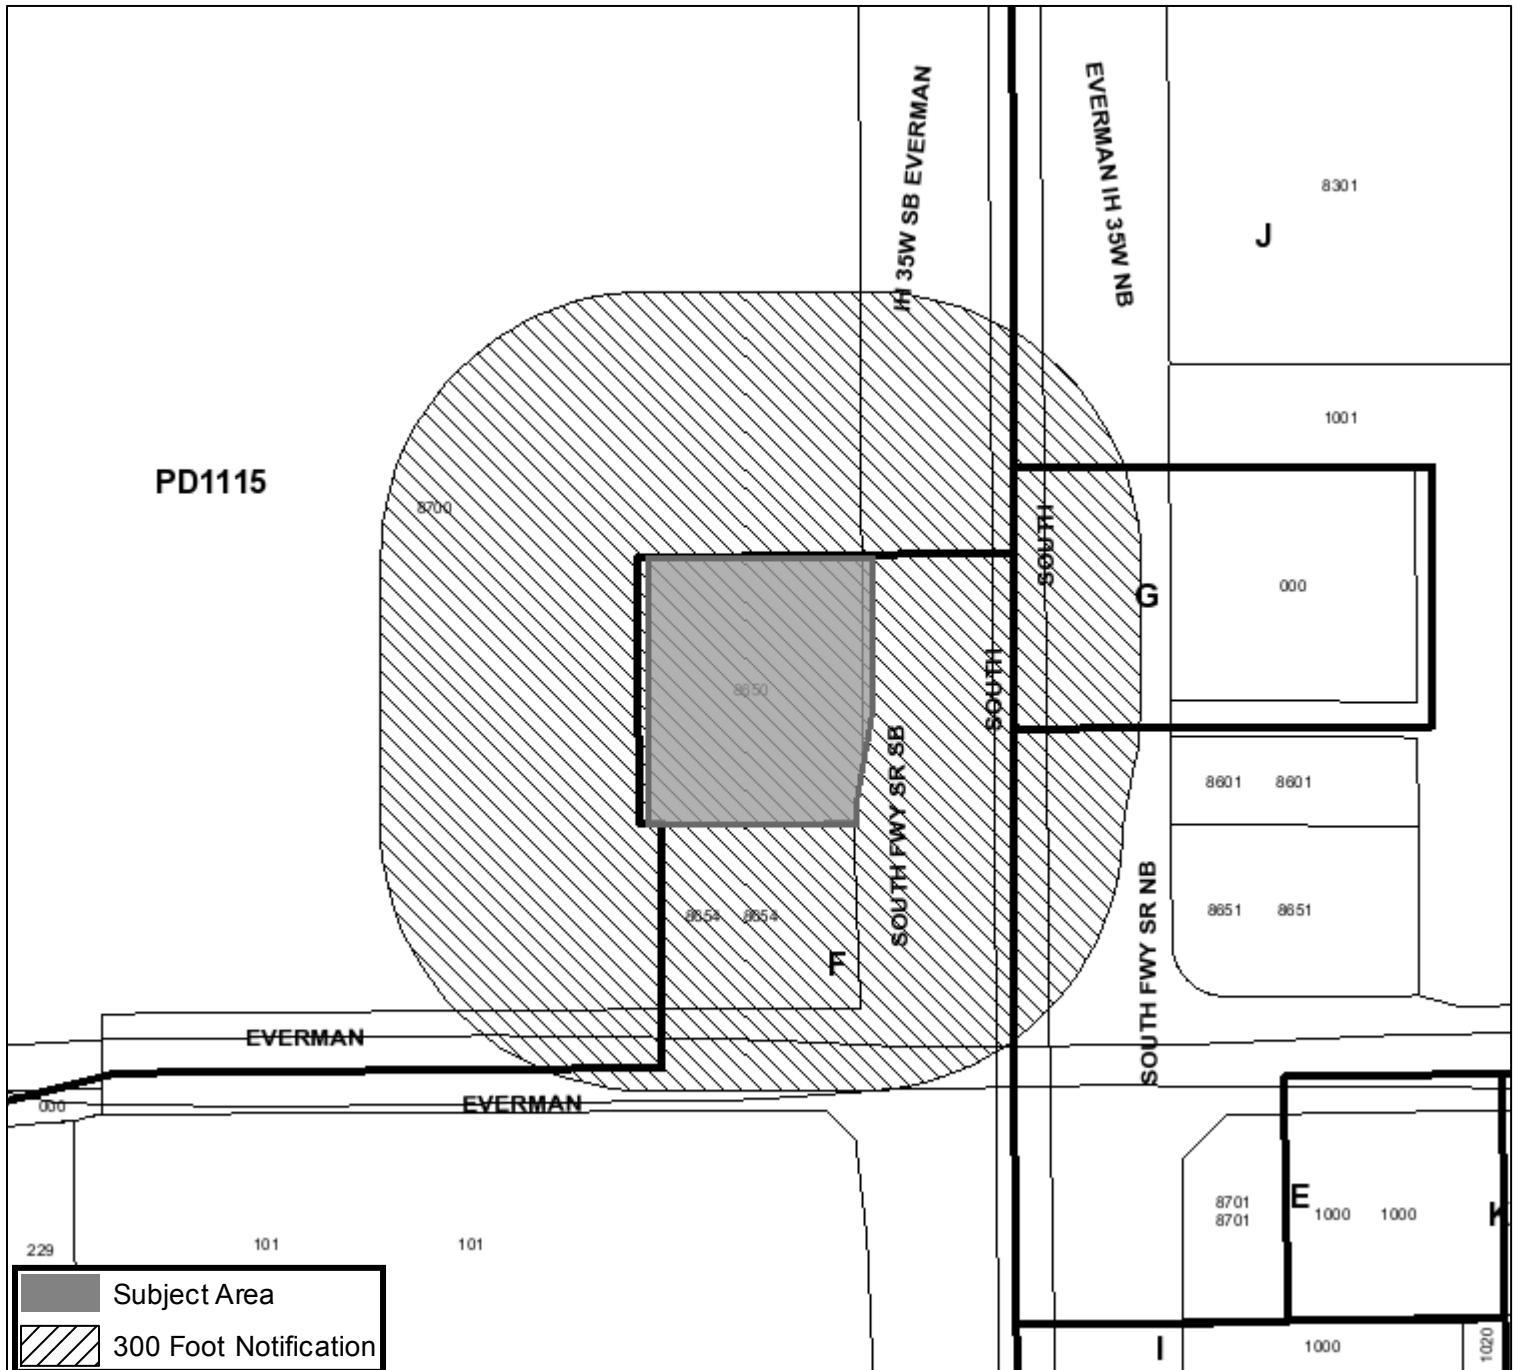 IH 35W SB EVERMAN
EVERMAN IH 35W NB
8301
J
1001
PD1115
8700
SOUTH
G
000
SOUTH
8650
SOUTH FWY SR SB
8601 8601
8654 8654
8651 8651
F
SOUTH FWY SR NB
EVERMAN
000
EVERMAN
8701
8701
E
1000 1000
K
229
101
101
Subject Area
300 Foot Notification
I
1000
1020